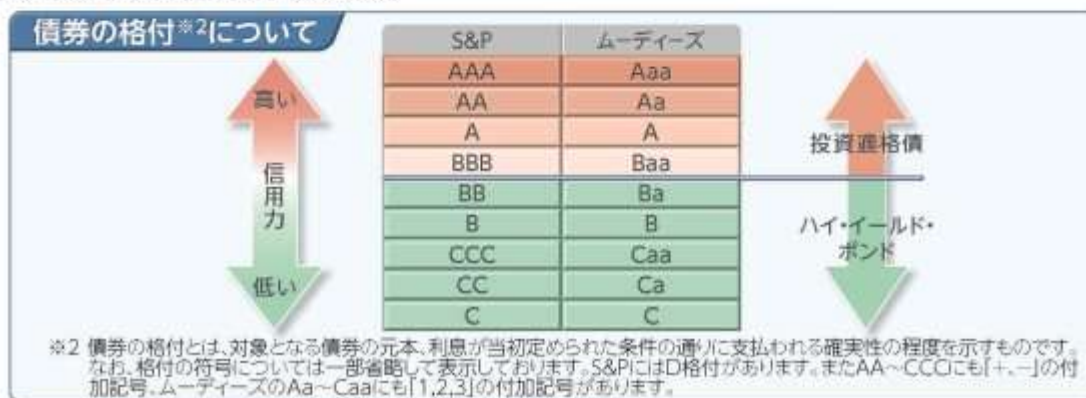 債券の格付※2について
S&P ムーディーズ
AAA Aaa
AA Aa
A A
BBB Baa
BB Ba
B B
CCC Caa
CC Ca
C C
高い
信用力
低い
投資適格債
ハイ・イールド・
ボンド
※2 債券の格付とは、対象となる債券の元本、利息が当初定められた条件の通りに支払われる確実性の程度を示すものです。
なお、格付の符号については一部省略して表示しております。S&PにはD格付があります。またAA~CCCにも「+、-」の付
加記号、ムーディーズのAa~Caaにも「1,2,3」の付加記号があります。